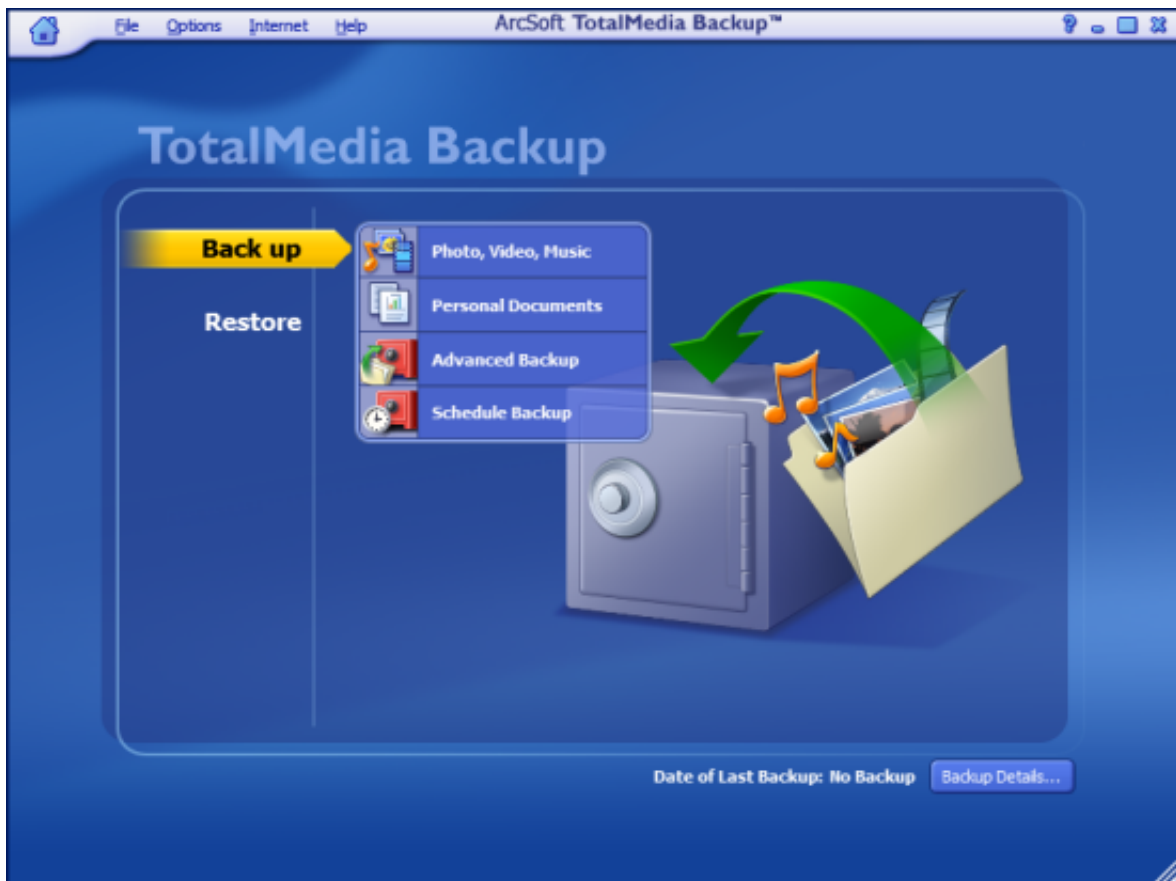 File Options Internet Help ArcSoft TotalMedia Backup™ ?
TotalMedia Backup
Back up
Restore
Photo, Video, Music
Personal Documents
Advanced Backup
Schedule Backup
Date of Last Backup: No Backup Backup Details...